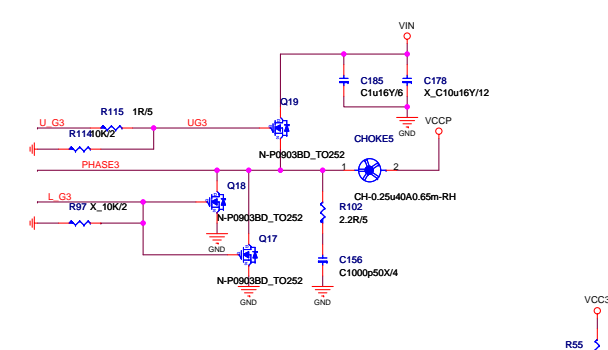 VIN
C185
C1u16Y/6
C178
X_C10u16Y/12
GND
VCCP
Q19
R115 1R/5
U_G3
UG3
R114 10K/2
N-P0903BD_TO252
CHOKE5
1
2
CH-0.25u40A0.65m-RH
PHASE3
L_G3
R97 X_10K/2
Q18
N-P0903BD_TO252
GND
Q17
N-P0903BD_TO252
GND
R102
2.2R/5
C156
C1000p50X/4
GND
VCC3
R55